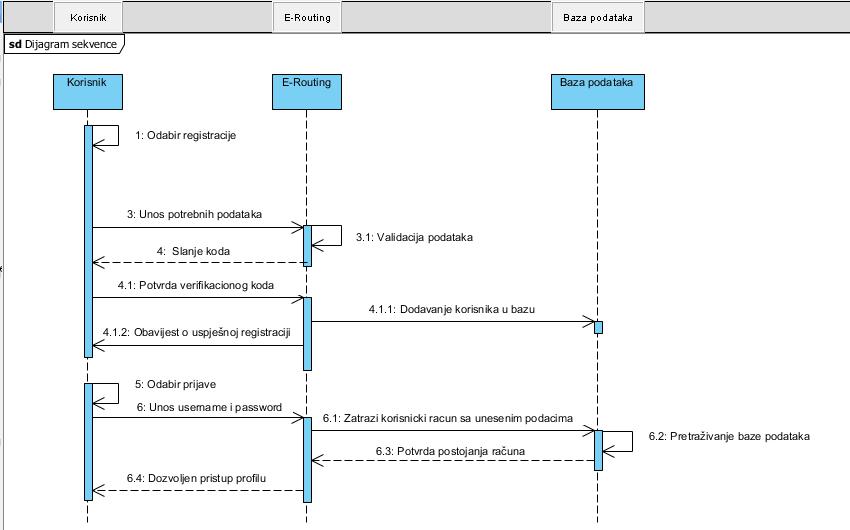 Korisnik E-Routing Baza podataka
sd Dijagram sekvence
Korisnik E-Routing Baza podataka
1: Odabir registracije
3: Unos potrebnih podataka
3.1: Validacija podataka
4: Slanje koda
4.1: Potvrda verifikacionog koda
4.1.1: Dodavanje korisnika u bazu
4.1.2: Obavijest o uspješnoj registraciji
5: Odabir prijave
6: Unos username i password
6.1: Zatrazi korisnicki racun sa unesenim podacima
6.2: Pretraživanje baze podataka
6.3: Potvrda postojanja računa
6.4: Dozvoljen pristup profilu